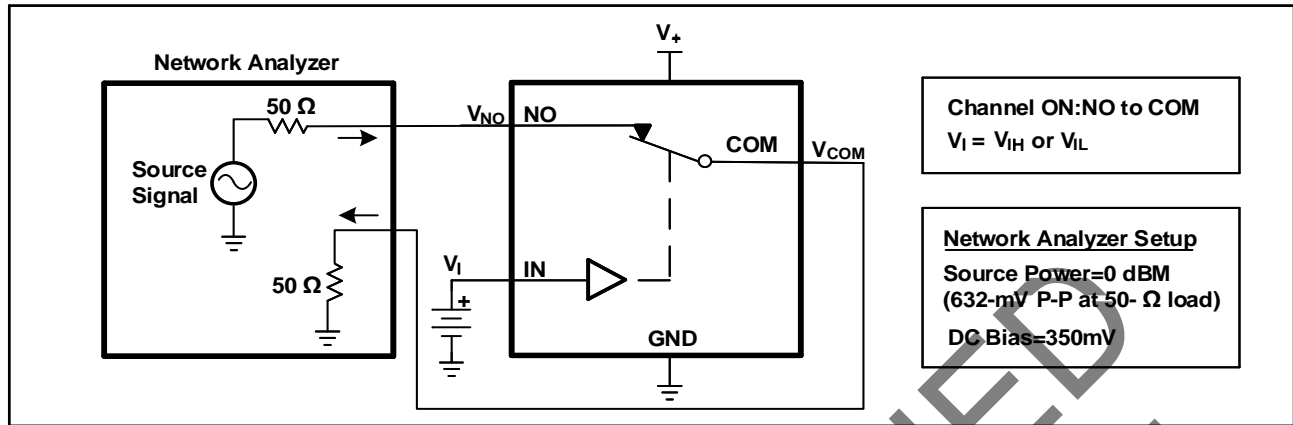 V+
Network Analyzer
50 Ω
VNO NO
COM VCOM
Source
Signal
50 Ω
VI IN
+
GND
Channel ON:NO to COM
VI = VIH or VIL
Network Analyzer Setup
Source Power=0 dBM
(632-mV P-P at 50- Ω load)
DC Bias=350mV